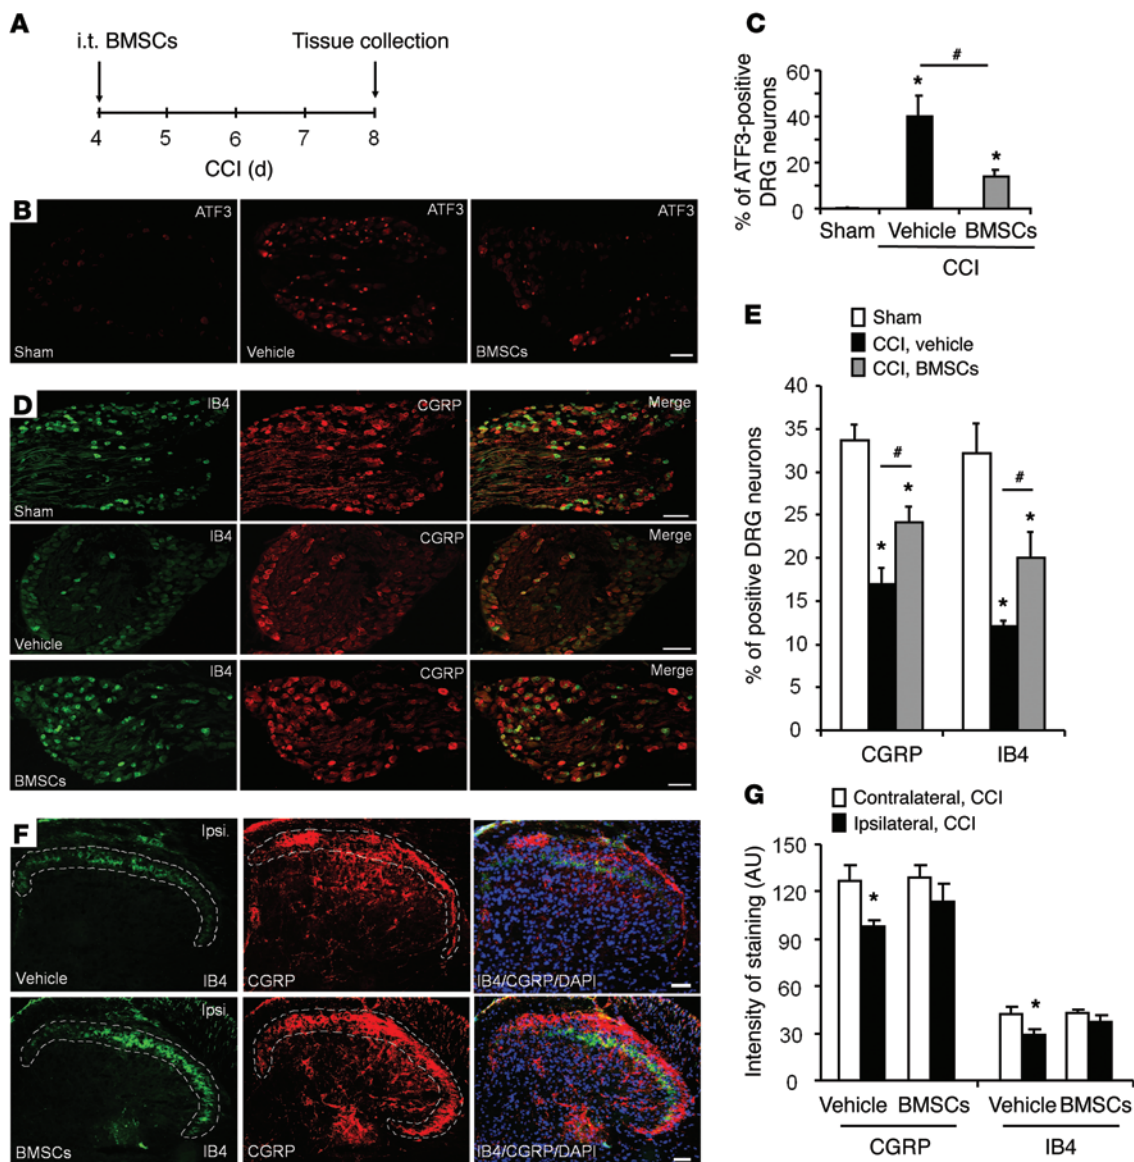 A
i.t. BMSCs
Tissue collection
4 5 6 7 8
CCI (d)
B
ATF3
ATF3
ATF3
Sham
Vehicle
BMSCs
C
% of ATF3-positive
DRG neurons
60
40
20
0
*
#
*
Sham Vehicle BMSCs
CCI
D
IB4
CGRP
Merge
Sham
IB4
CGRP
Merge
Vehicle
IB4
CGRP
Merge
BMSCs
E
Sham
CCI, vehicle
CCI, BMSCs
% of positive DRG neurons
40
35
30
25
20
15
10
5
0
*
#
*
*
#
*
CGRP IB4
F
Ipsi.
Vehicle IB4
CGRP
IB4/CGRP/DAPI
Ipsi.
BMSCs IB4
CGRP
IB4/CGRP/DAPI
G
Contralateral, CCI
Ipsilateral, CCI
Intensity of staining (AU)
150
120
90
60
30
0
*
*
Vehicle BMSCs Vehicle BMSCs
CGRP IB4